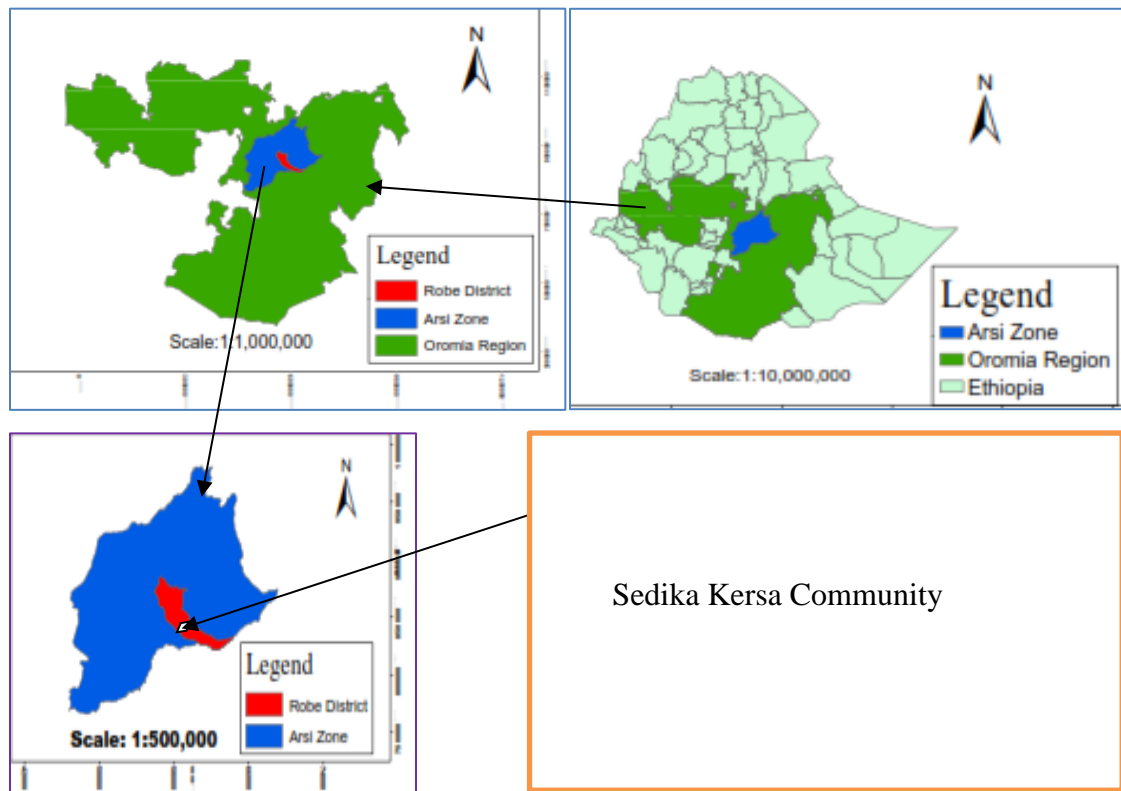 N
Legend
Robe District
Arsi Zone
Oromia Region
Scale:1:1,000,000
N
Legend
Arsi Zone
Oromia Region
Ethiopia
Scale:1:10,000,000
N
Legend
Robe District
Arsi Zone
Scale: 1:500,000
Sedika Kersa Community